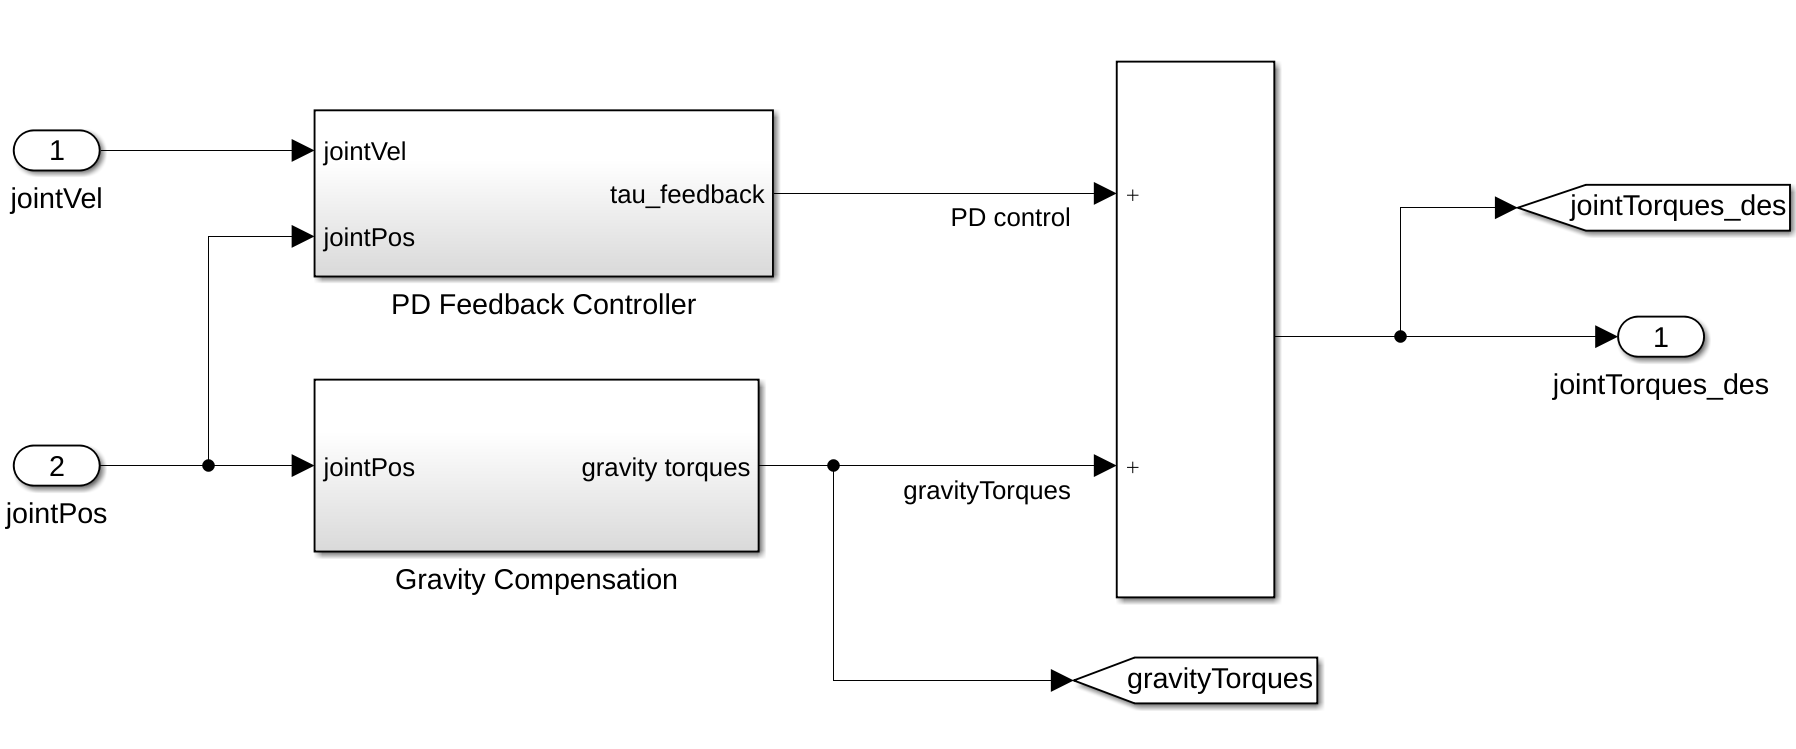 1
jointVel
jointVel
tau_feedback
jointPos
PD Feedback Controller
PD control
+
jointTorques_des
1
jointTorques_des
2
jointPos
jointPos
gravity torques
Gravity Compensation
gravityTorques
+
gravityTorques